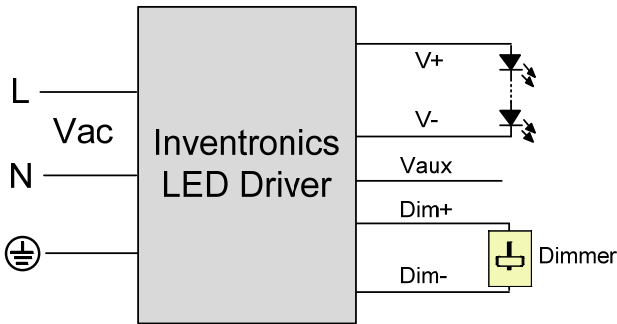 L
Vac
N
Inventronics
LED Driver
V+
V-
Vaux
Dim+
Dim-
Dimmer